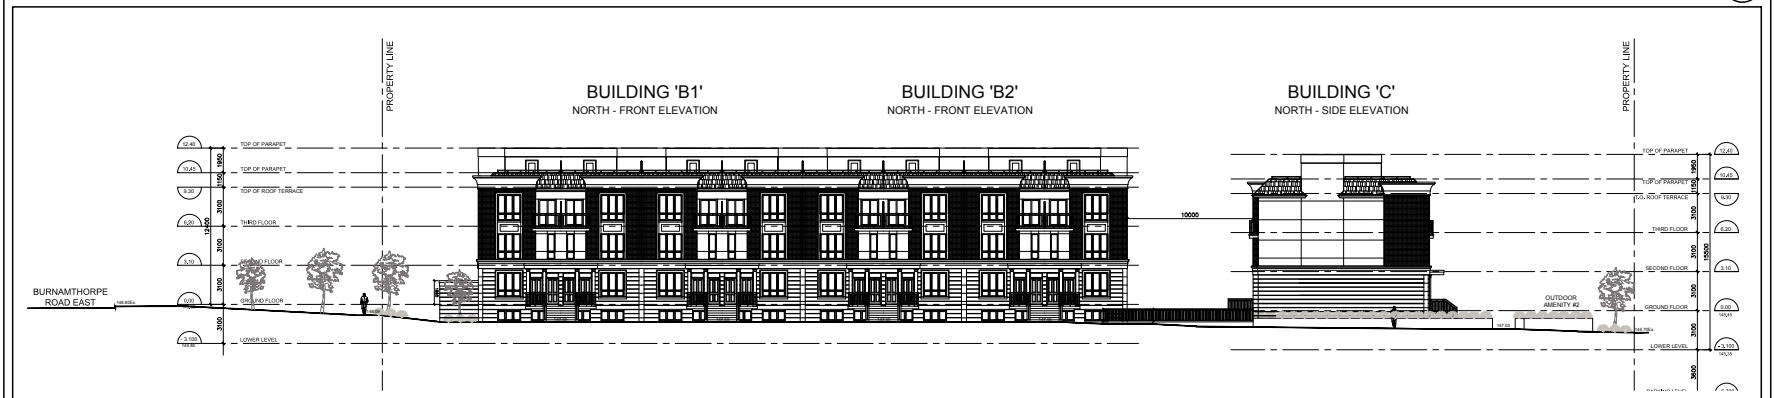 PROPERTY LINE
PROPERTY LINE
BUILDING 'B1'
NORTH - FRONT ELEVATION
BUILDING 'B2'
NORTH - FRONT ELEVATION
BUILDING 'C'
NORTH - SIDE ELEVATION
12.40
TOP OF PARAPET
1950
10.45
TOP OF PARAPET
1150
9.30
TOP OF ROOF TERRACE
3100
6.20
THIRD FLOOR
12400
3100
3.10
SECOND FLOOR
3100
0.00
GROUND FLOOR
3100
- 3.100
LOWER LEVEL
BURNAMTHORPE
ROAD EAST
10000
TOP OF PARAPET
12.40
1950
TOP OF PARAPET
10.45
1150
T.O. ROOF TERRACE
9.30
3100
THIRD FLOOR
6.20
3100
15500
SECOND FLOOR
3.10
3100
OUTDOOR
AMENITY #2
GROUND FLOOR
0.00
3100
147.00
LOWER LEVEL
- 3.100
3600